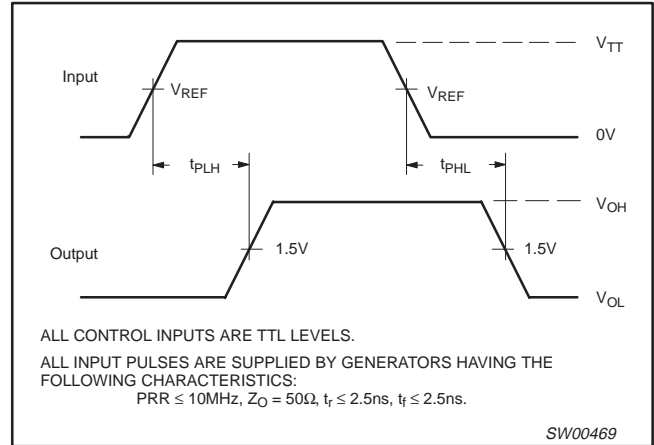 V_TT
Input
V_REF
V_REF
0V
t_PLH
t_PHL
V_OH
Output
1.5V
1.5V
V_OL
ALL CONTROL INPUTS ARE TTL LEVELS.
ALL INPUT PULSES ARE SUPPLIED BY GENERATORS HAVING THE
FOLLOWING CHARACTERISTICS:
PRR ≤ 10MHz, Z_O = 50Ω, t_r ≤ 2.5ns, t_f ≤ 2.5ns.
SW00469